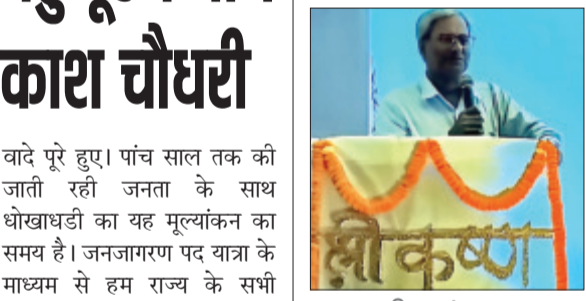 काश चौधरी
वादे पूरे हुए। पांच साल तक की
जाती रही जनता के साथ
धोखाधडी का यह मूल्यांकन का
समय है। जनजागरण पद यात्रा के
माध्यम से हम राज्य के सभी
श्रीकृष्ण